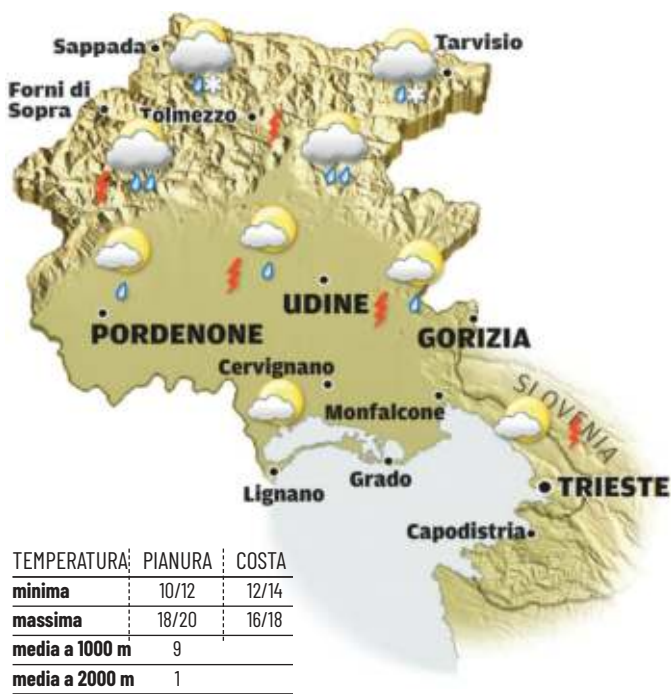 Sappada
Tarvisio
Forni di
Sopra
Tolmezzo
UDINE
PORDENONE
GORIZIA
Cervignano
Monfalcone
SLOVENIA
Lignano
Grado
TRIESTE
Capodistria
TEMPERATURA PIANURA COSTA
minima 10/12 12/14
massima 18/20 16/18
media a 1000 m 9
media a 2000 m 1